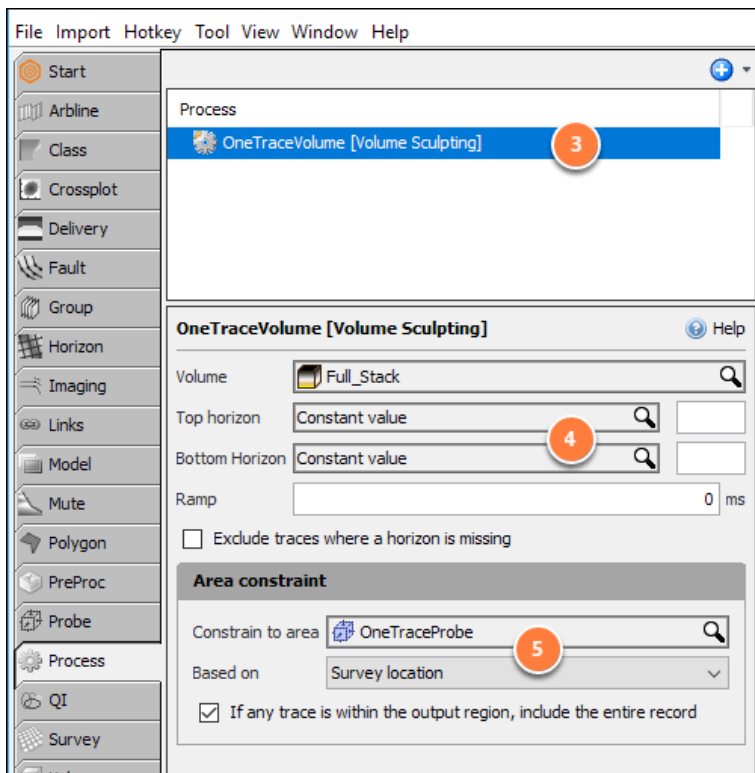 File Import Hotkey Tool View Window Help
Start
Arbline
Class
Crossplot
Delivery
Fault
Group
Horizon
Imaging
Links
Model
Mute
Polygon
PreProc
Probe
Process
QI
Survey
Process
OneTraceVolume [Volume Sculpting] 3
OneTraceVolume [Volume Sculpting] Help
Volume Full_Stack
Top horizon Constant value
4
Bottom Horizon Constant value
Ramp 0 ms
Exclude traces where a horizon is missing
Area constraint
Constrain to area OneTraceProbe
5
Based on Survey location
If any trace is within the output region, include the entire record